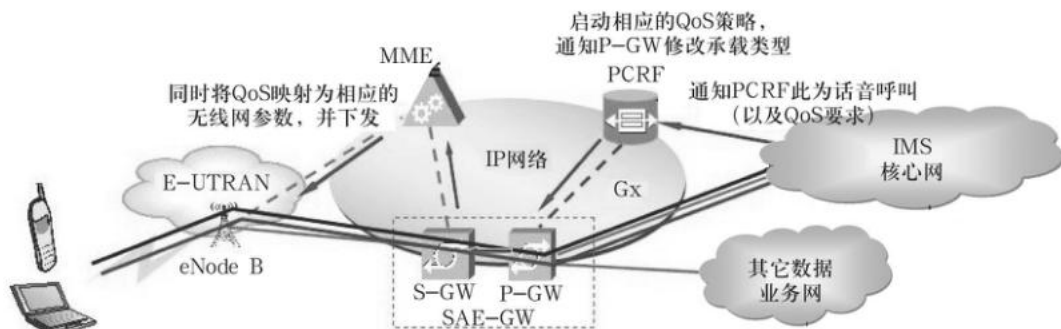 启动相应的QoS策略，
通知P-GW修改承载类型
MME
PCRF
同时将QoS映射为相应的
无线网参数，并下发
通知PCRF此为话音呼叫
（以及QoS要求）
IP网络
IMS
核心网
E-UTRAN
Gx
eNode B
S-GW
P-GW
SAE-GW
其它数据
业务网